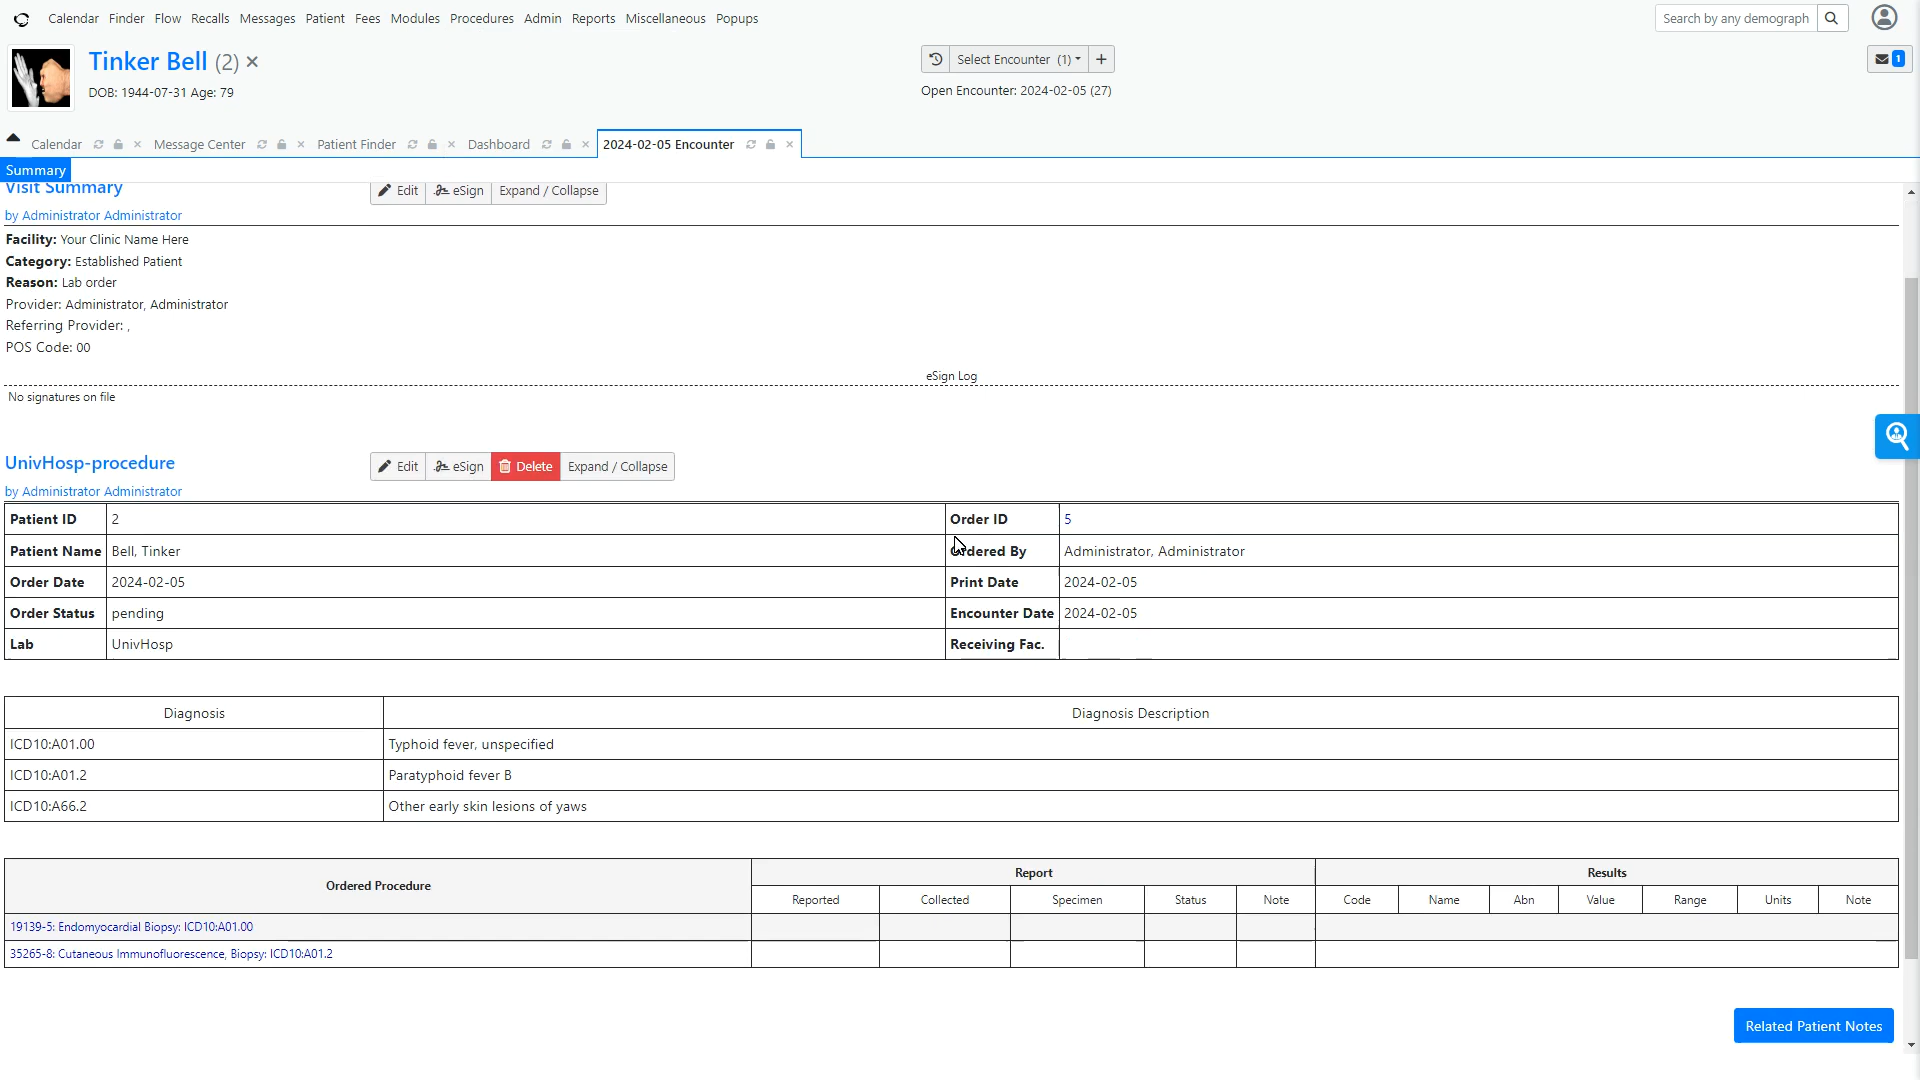 Calendar Finder Flow Recalls Messages Patient Fees Modules Procedures Admin Reports Miscellaneous Popups
Search by any demograph
Tinker Bell (2)
DOB: 1944-07-31 Age: 79
Select Encounter (1)
Open Encounter: 2024-02-05 (27)
1
Calendar Message Center Patient Finder Dashboard 2024-02-05 Encounter
Summary
Visit Summary Edit eSign Expand / Collapse
by Administrator Administrator
Facility: Your Clinic Name Here
Category: Established Patient
Reason: Lab order
Provider: Administrator, Administrator
Referring Provider: ,
POS Code: 00
eSign Log
No signatures on file
UnivHosp-procedure Edit eSign Delete Expand / Collapse
by Administrator Administrator
Patient ID 2 Order ID 5
Patient Name Bell, Tinker Ordered By Administrator, Administrator
Order Date 2024-02-05 Print Date 2024-02-05
Order Status pending Encounter Date 2024-02-05
Lab UnivHosp Receiving Fac.
Diagnosis Diagnosis Description
ICD10:A01.00 Typhoid fever, unspecified
ICD10:A01.2 Paratyphoid fever B
ICD10:A66.2 Other early skin lesions of yaws
Ordered Procedure Report Results
Reported Collected Specimen Status Note Code Name Abn Value Range Units Note
19139-5: Endomyocardial Biopsy: ICD10:A01.00
35265-8: Cutaneous Immunofluorescence, Biopsy: ICD10:A01.2
Related Patient Notes